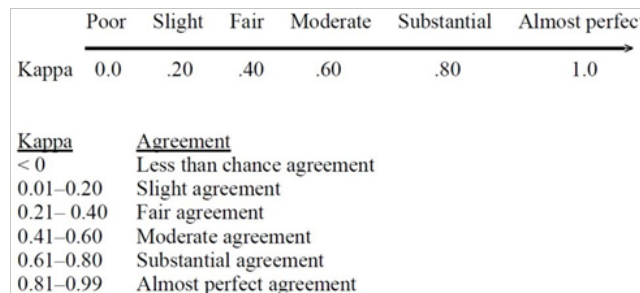 Poor Slight Fair Moderate Substantial Almost perfect
Kappa 0.0 .20 .40 .60 .80 1.0
Kappa Agreement
< 0 Less than chance agreement
0.01–0.20 Slight agreement
0.21– 0.40 Fair agreement
0.41–0.60 Moderate agreement
0.61–0.80 Substantial agreement
0.81–0.99 Almost perfect agreement